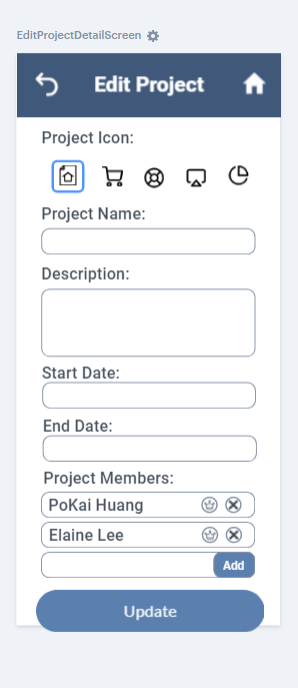 EditProjectDetailScreen
Edit Project
Project Icon:
Project Name:
Description:
Start Date:
End Date:
Project Members:
PoKai Huang
Elaine Lee
Add
Update